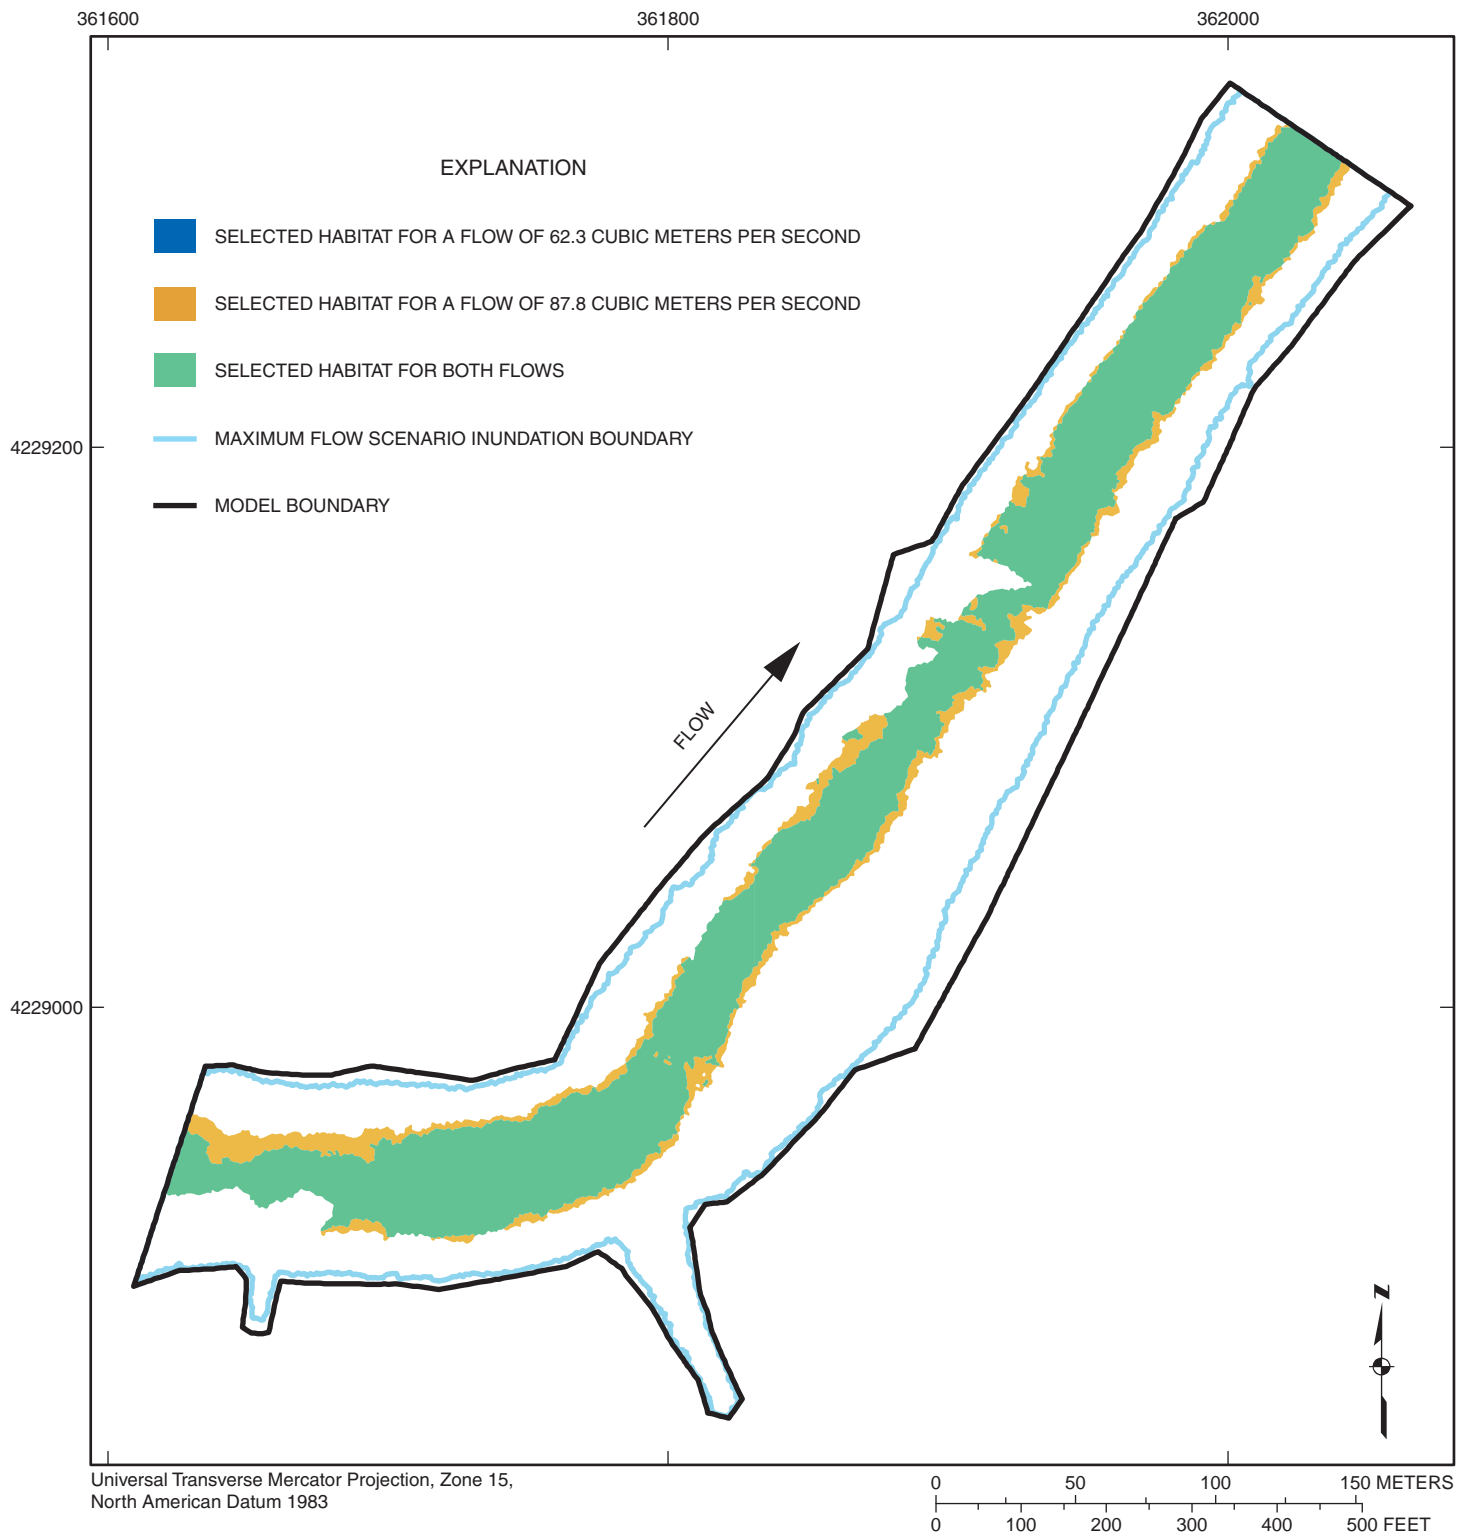 361600 361800 362000
EXPLANATION
SELECTED HABITAT FOR A FLOW OF 62.3 CUBIC METERS PER SECOND
SELECTED HABITAT FOR A FLOW OF 87.8 CUBIC METERS PER SECOND
SELECTED HABITAT FOR BOTH FLOWS
MAXIMUM FLOW SCENARIO INUNDATION BOUNDARY
4229200
MODEL BOUNDARY
FLOW
4229000
N
Universal Transverse Mercator Projection, Zone 15,
North American Datum 1983
0 50 100 150 METERS
0 100 200 300 400 500 FEET